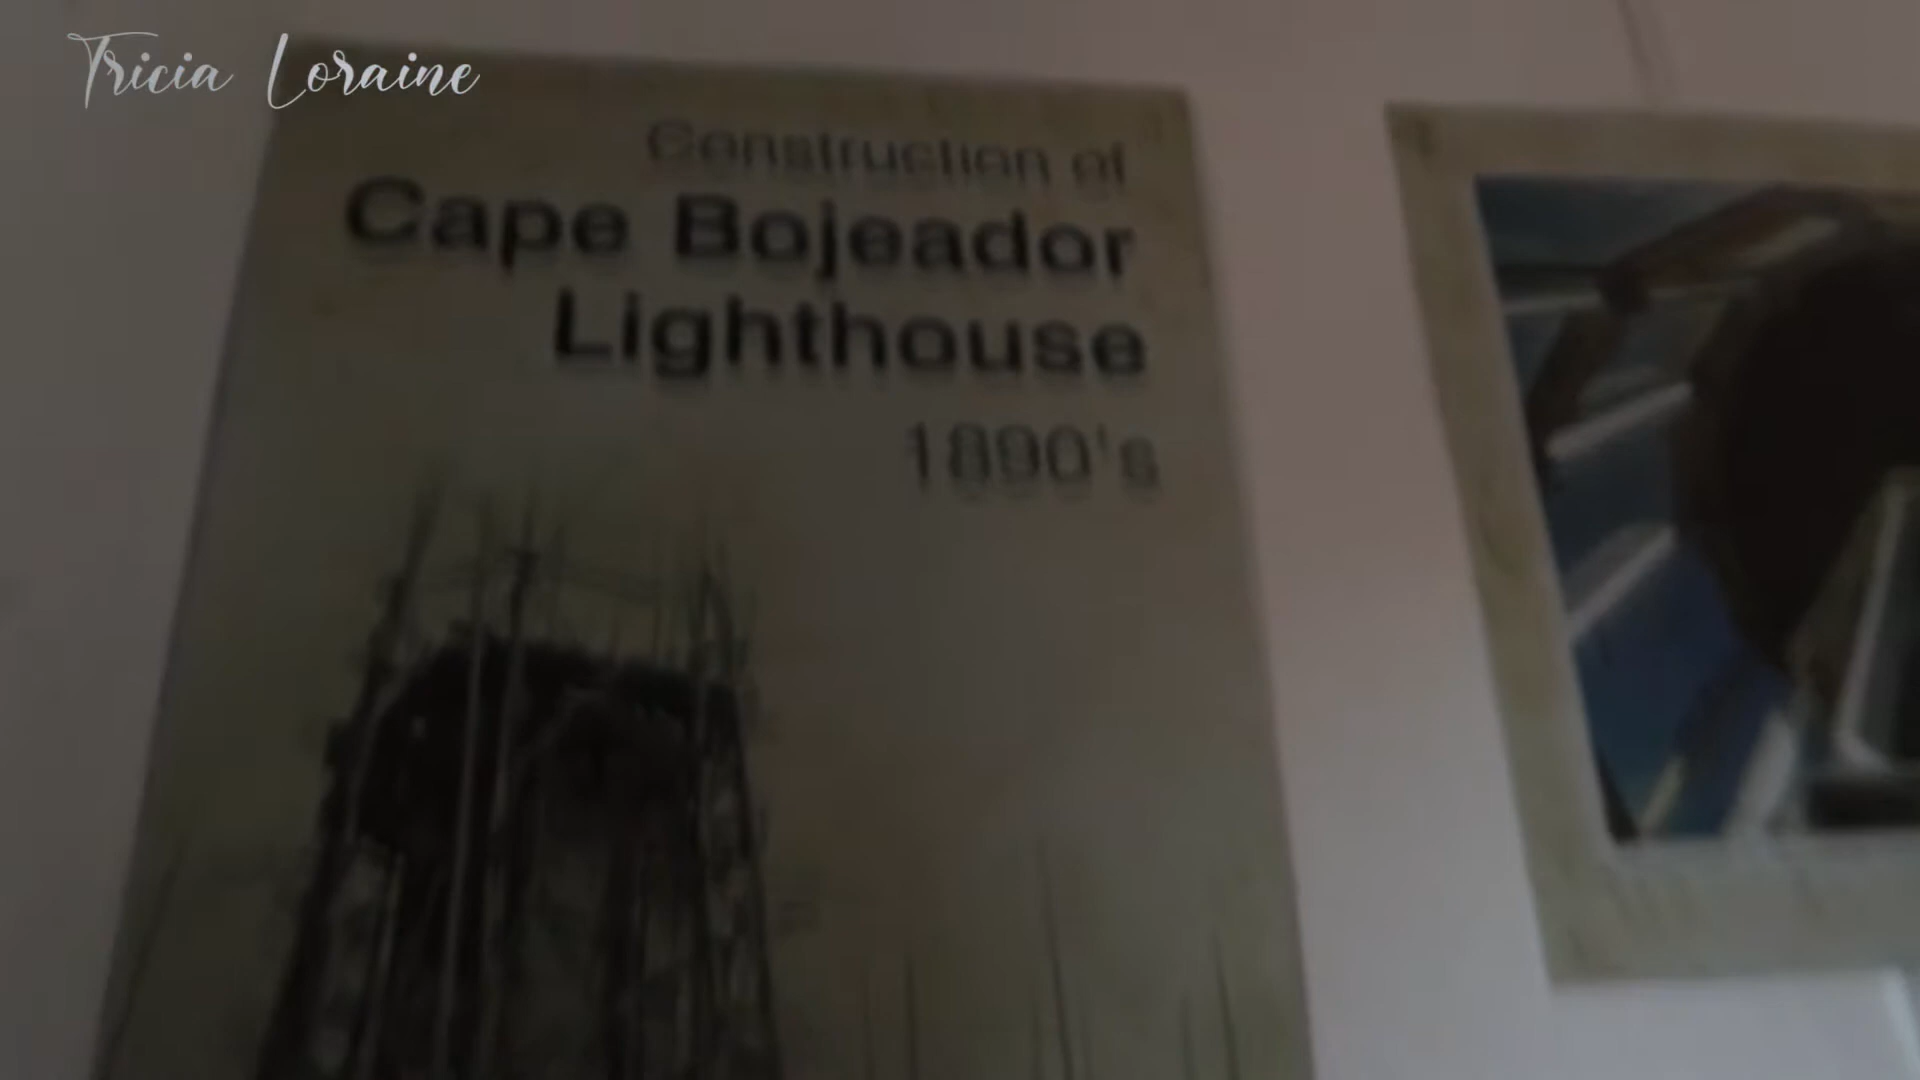 Tricia Loraine
Construction of
Cape Bojeador
Lighthouse
1890's